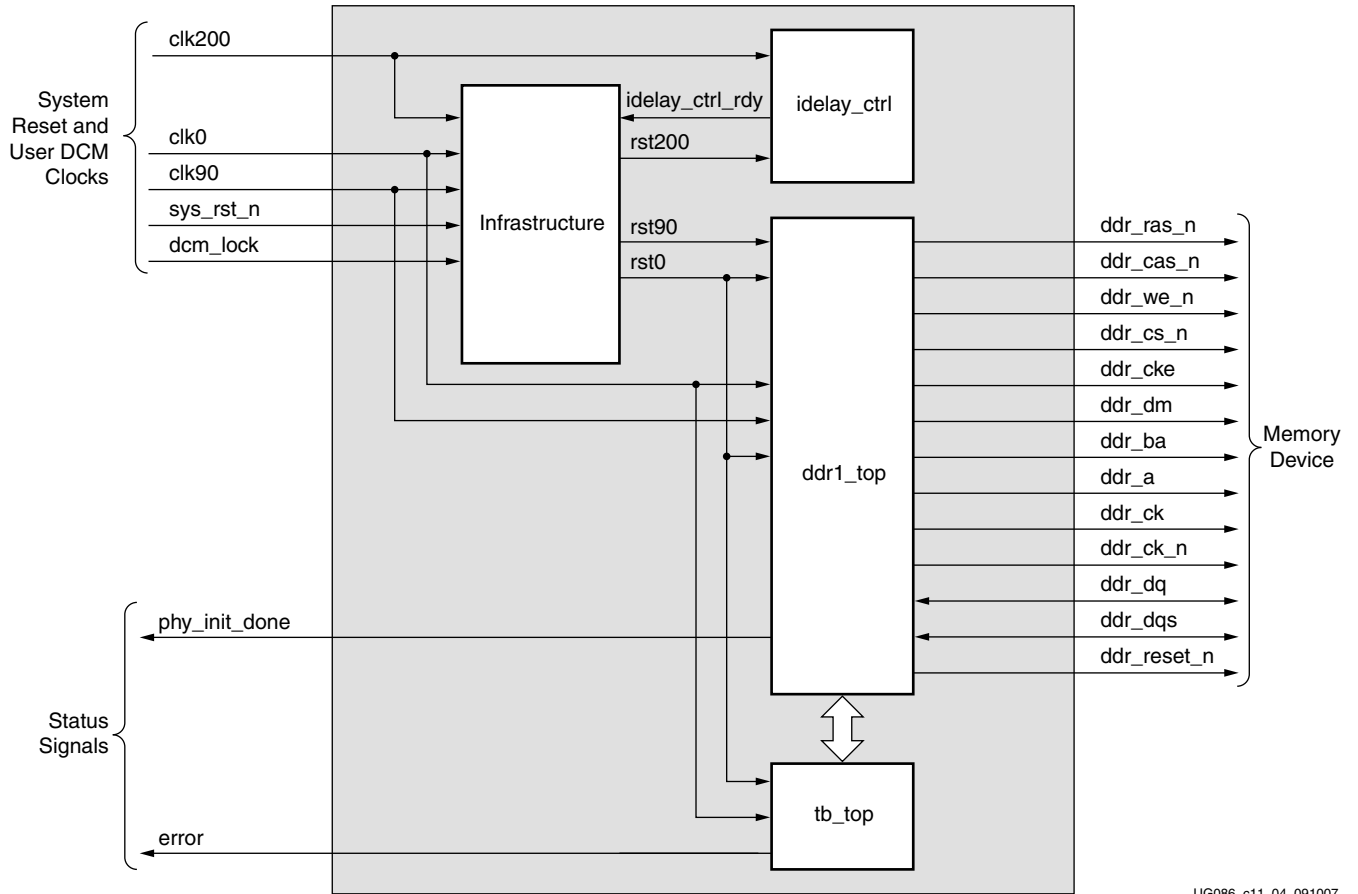 clk200
System
Reset and
User DCM
Clocks
clk0
clk90
sys_rst_n
dcm_lock
Infrastructure
idelay_ctrl_rdy
rst200
idelay_ctrl
rst90
rst0
ddr1_top
ddr_ras_n
ddr_cas_n
ddr_we_n
ddr_cs_n
ddr_cke
ddr_dm
ddr_ba
ddr_a
ddr_ck
ddr_ck_n
ddr_dq
ddr_dqs
ddr_reset_n
Memory
Device
phy_init_done
Status
Signals
tb_top
error
UG086_c11_04_091007